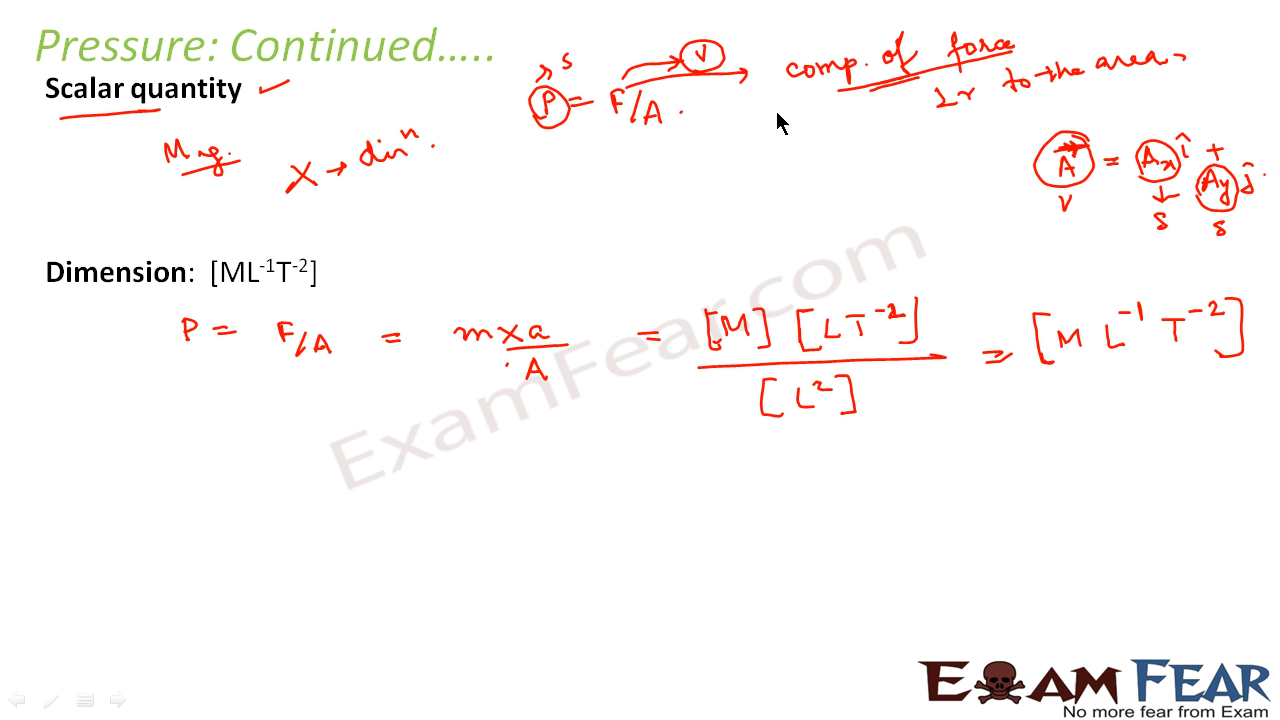 Pressure: Continued.....
Scalar quantity ✓
P = F/A .
S
V
comp. of force
⊥r to the area.
Mag.
X → dirⁿ.
A⃗ = Aₓ î +
Ay ĵ.
V
S
S
Dimension: [ML⁻¹T⁻²]
P = F/A = m x a / A = [M] [L T⁻²] / [L²] = [M L⁻¹ T⁻²]
ExamFear.com
EXAM FEAR
No more fear from Exam